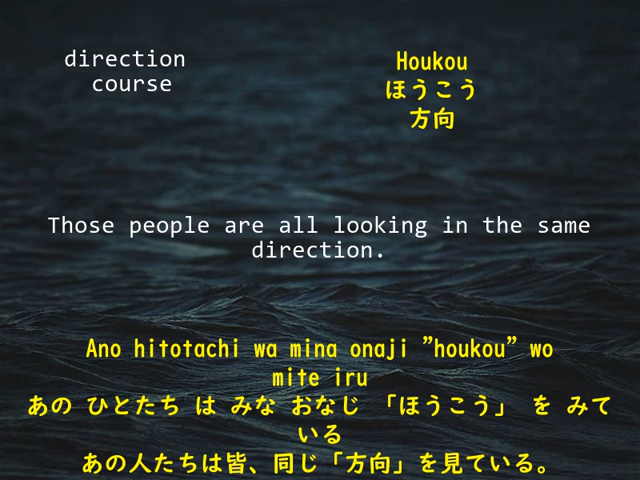 direction
course
Houkou
ほうこう
方向
Those people are all looking in the same
direction.
Ano hitotachi wa mina onaji ”houkou” wo
mite iru
あの ひとたち は みな おなじ 「ほうこう」 を みて
いる
あの人たちは皆、同じ「方向」を見ている。